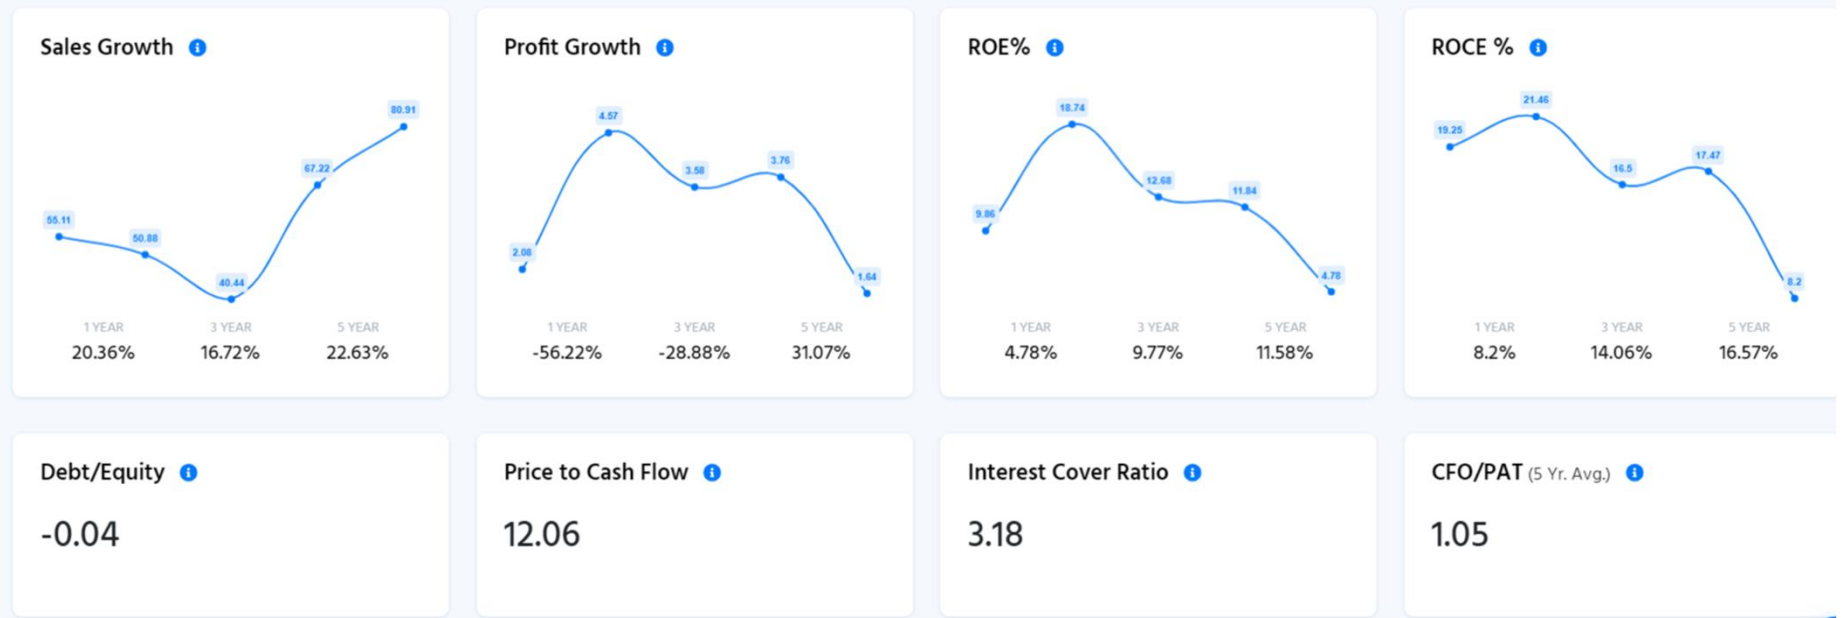 Sales Growth
80.91
67.22
55.11
50.88
40.44
1 YEAR 3 YEAR 5 YEAR
20.36% 16.72% 22.63%
Profit Growth
4.57
3.58
3.76
2.08
1.64
1 YEAR 3 YEAR 5 YEAR
-56.22% -28.88% 31.07%
ROE%
18.74
12.68
11.84
9.86
4.78
1 YEAR 3 YEAR 5 YEAR
4.78% 9.77% 11.58%
ROCE %
21.46
19.25
17.47
16.5
8.2
1 YEAR 3 YEAR 5 YEAR
8.2% 14.06% 16.57%
Debt/Equity
-0.04
Price to Cash Flow
12.06
Interest Cover Ratio
3.18
CFO/PAT (5 Yr. Avg.)
1.05